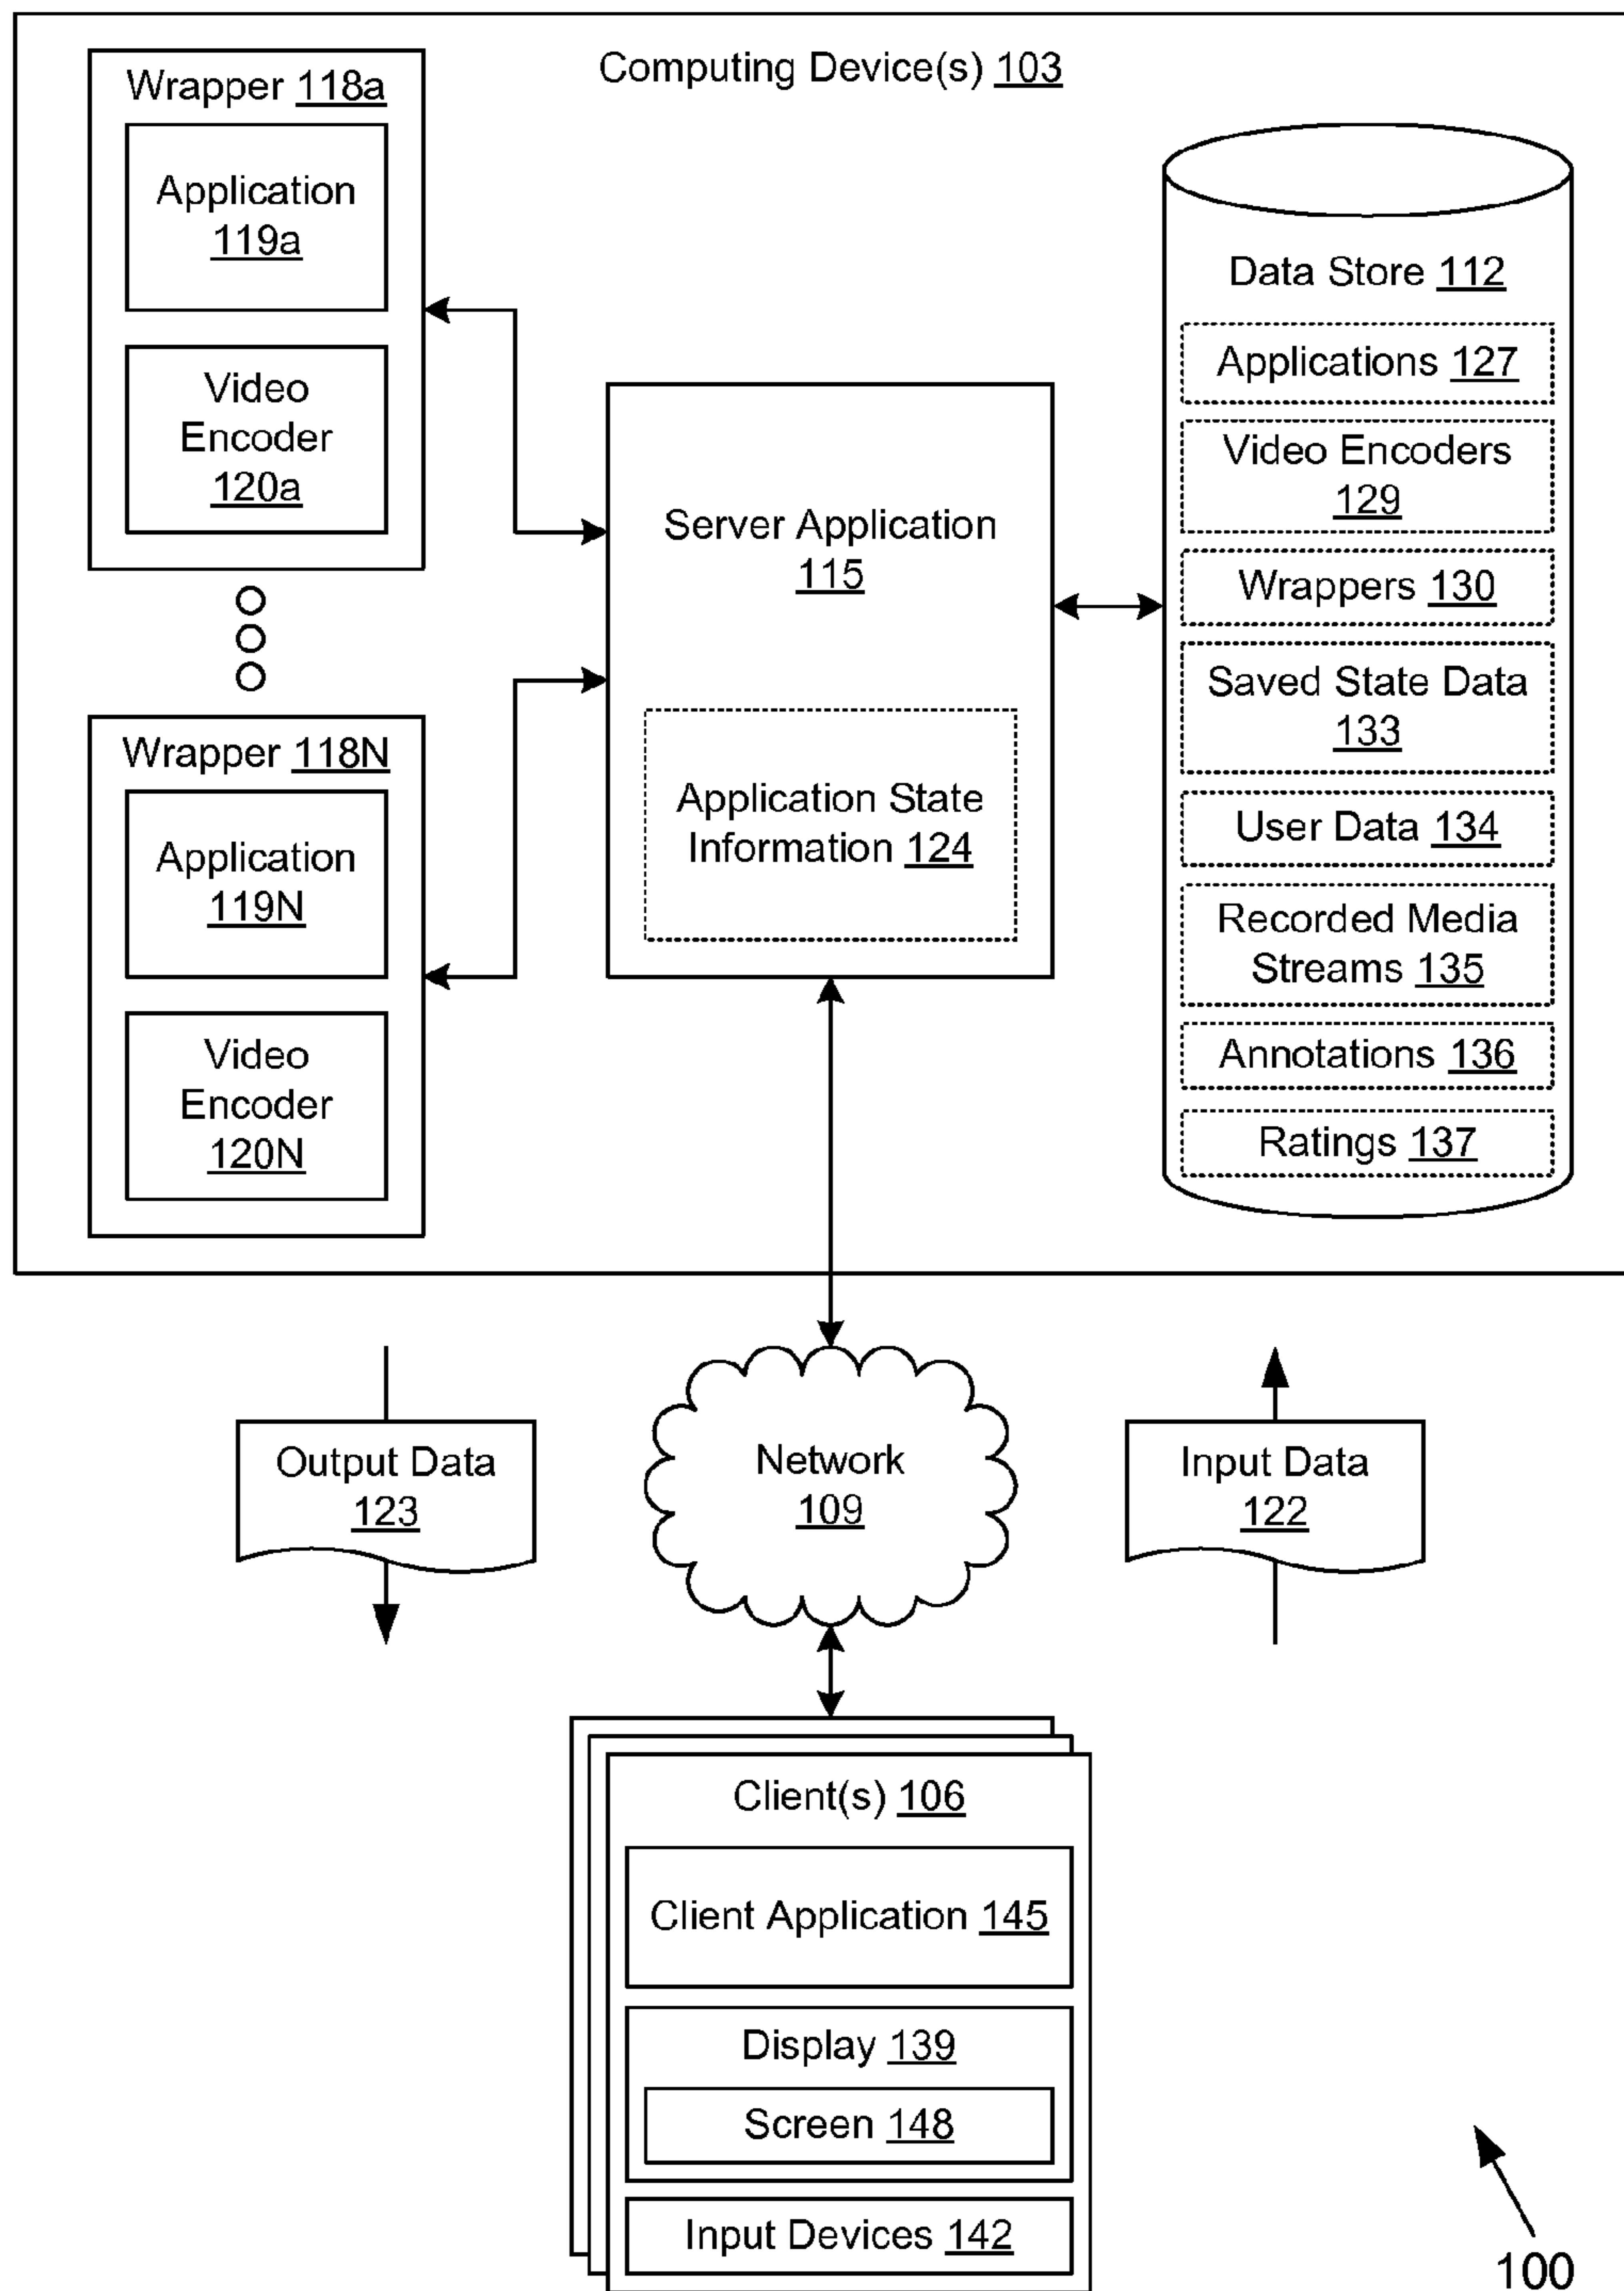 Computing Device(s) 103
Wrapper 118a
Application
119a
Video
Encoder
120a
Wrapper 118N
Application
119N
Video
Encoder
120N
Server Application
115
Application State
Information 124
Data Store 112
Applications 127
Video Encoders
129
Wrappers 130
Saved State Data
133
User Data 134
Recorded Media
Streams 135
Annotations 136
Ratings 137
Output Data
123
Network
109
Input Data
122
Client(s) 106
Client Application 145
Display 139
Screen 148
Input Devices 142
100